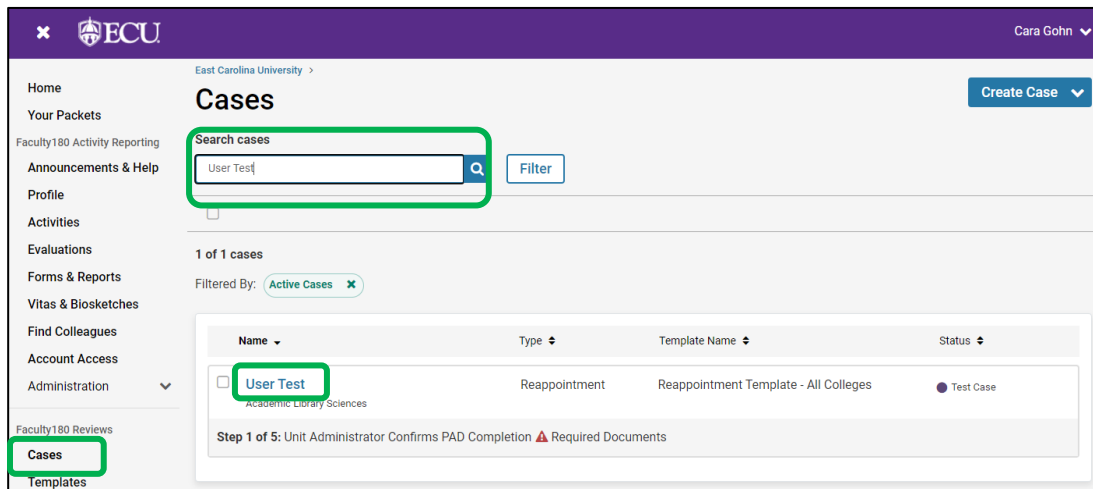 ECU
Cara Gohn
Home
Your Packets
Faculty180 Activity Reporting
Announcements & Help
Profile
Activities
Evaluations
Forms & Reports
Vitas & Biosketches
Find Colleagues
Account Access
Administration
Faculty180 Reviews
Cases
Templates
East Carolina University >
Cases
Create Case
Search cases
User Test
Filter
1 of 1 cases
Filtered By: Active Cases
Name Type Template Name Status
User Test Reappointment Reappointment Template - All Colleges Test Case
Academic Library Sciences
Step 1 of 5: Unit Administrator Confirms PAD Completion Required Documents